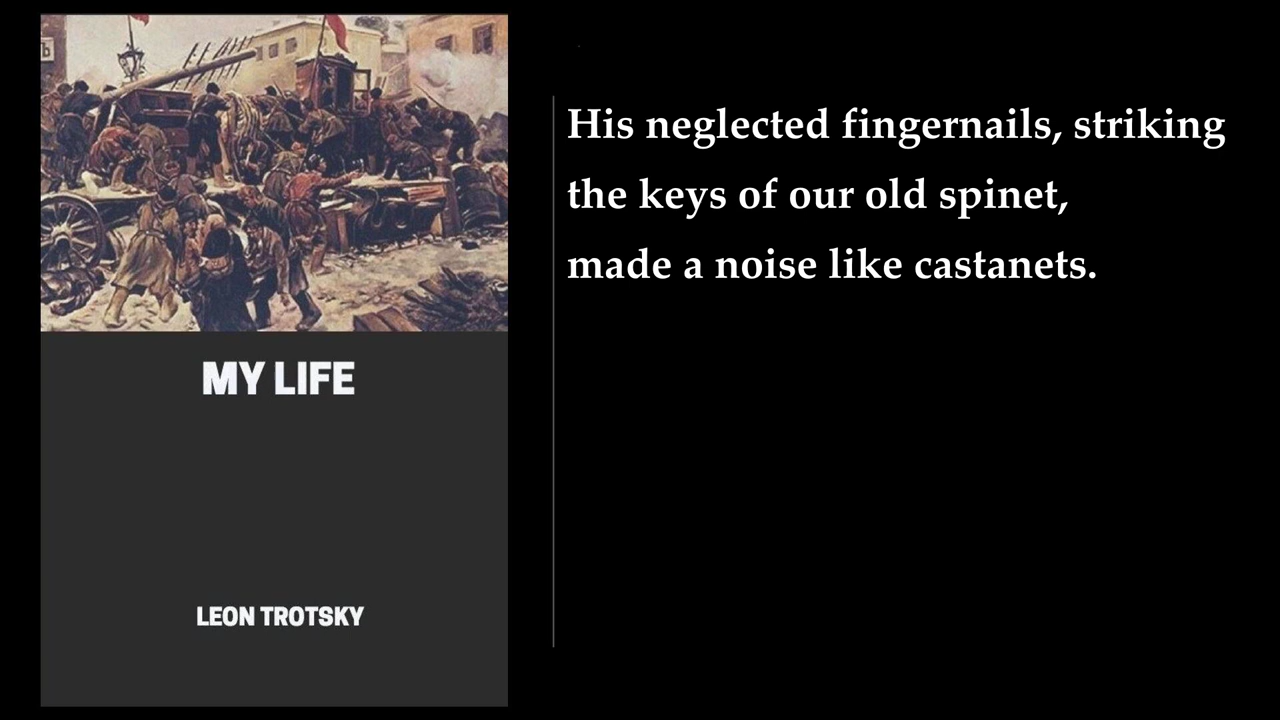 MY LIFE
LEON TROTSKY
His neglected fingernails, striking
the keys of our old spinet,
made a noise like castanets.